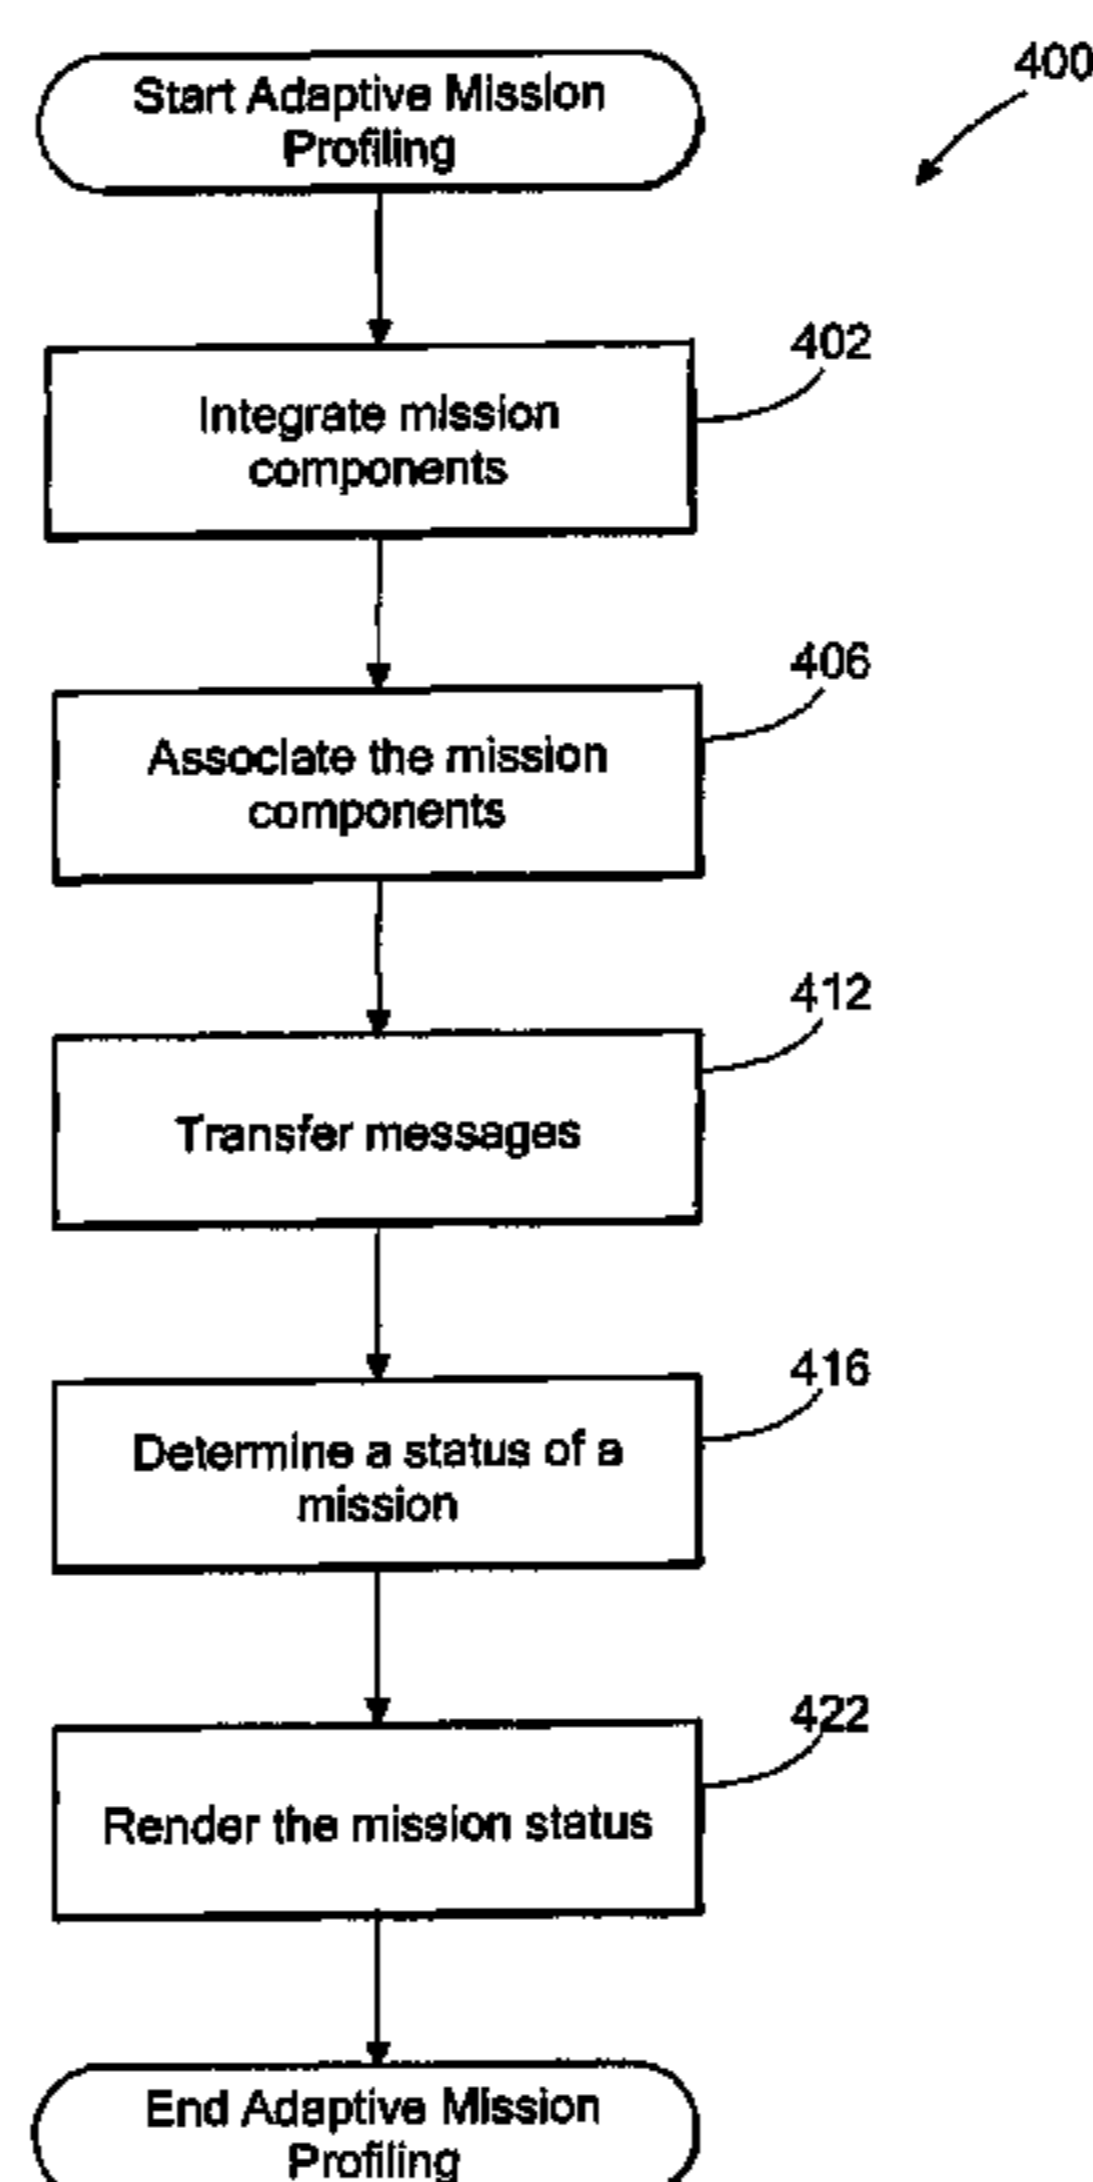 Start Adaptive Mission
Profiling
400
402
Integrate mission
components
406
Associate the mission
components
412
Transfer messages
416
Determine a status of a
mission
422
Render the mission status
End Adaptive Mission
Profiling